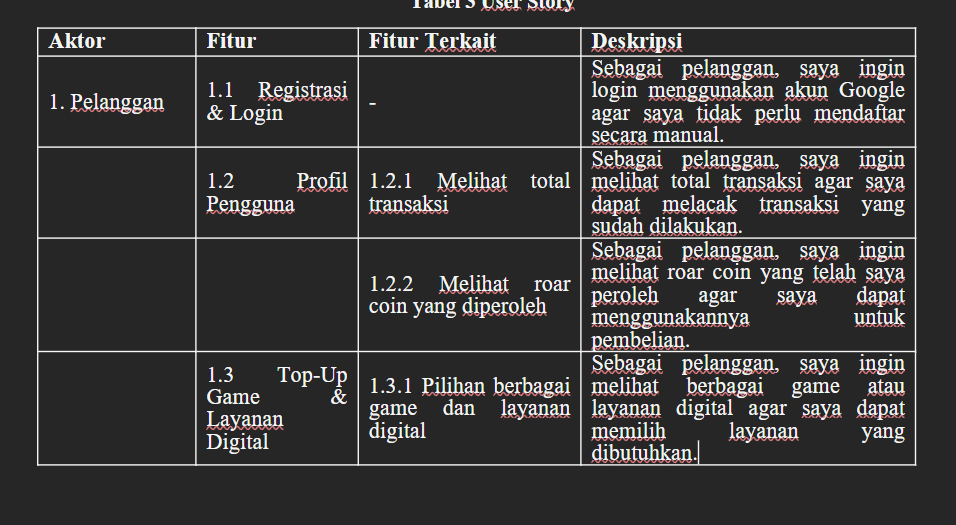 Tabel 3 User Story
Aktor
Fitur
Fitur Terkait
Deskripsi
1. Pelanggan
1.1 Registrasi
& Login
-
Sebagai pelanggan, saya ingin
login menggunakan akun Google
agar saya tidak perlu mendaftar
secara manual.
1.2 Profil
Pengguna
1.2.1 Melihat total
transaksi
Sebagai pelanggan, saya ingin
melihat total transaksi agar saya
dapat melacak transaksi yang
sudah dilakukan.
1.2.2 Melihat roar
coin yang diperoleh
Sebagai pelanggan, saya ingin
melihat roar coin yang telah saya
peroleh agar saya dapat
menggunakannya untuk
pembelian.
1.3 Top-Up
Game &
Layanan
Digital
1.3.1 Pilihan berbagai
game dan layanan
digital
Sebagai pelanggan, saya ingin
melihat berbagai game atau
layanan digital agar saya dapat
memilih layanan yang
dibutuhkan.